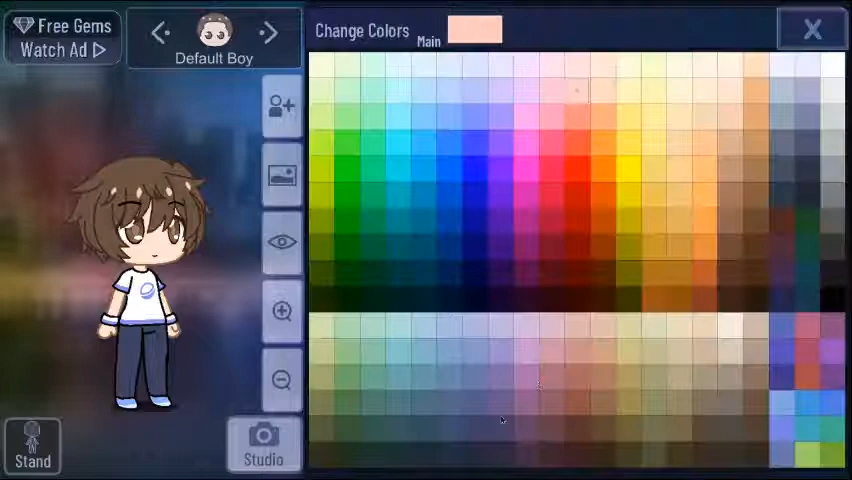 Free Gems
Watch Ad
Default Boy
Change Colors
Main
X
Stand
Studio